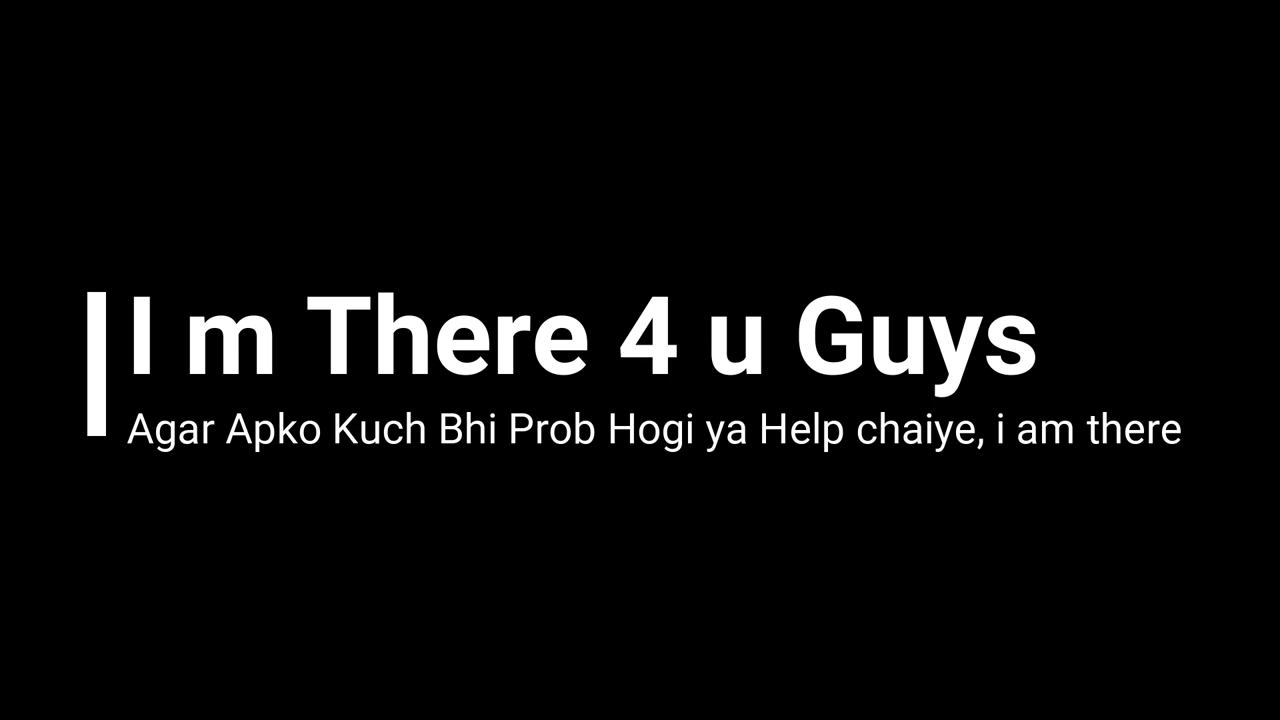 I m There 4 u Guys
Agar Apko Kuch Bhi Prob Hogi ya Help chaiye, i am there